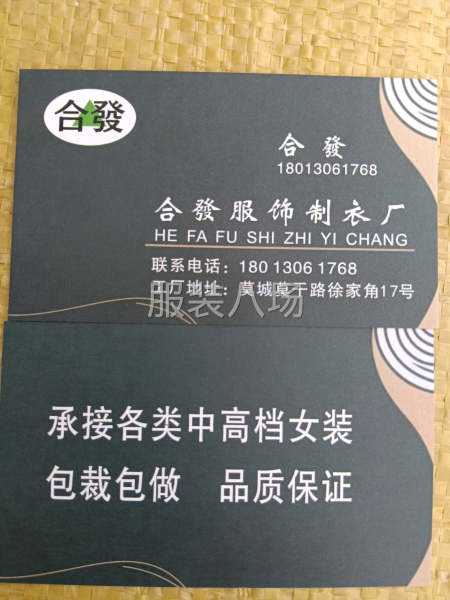 合發
合發
18013061768
合發服饰制衣厂
HE FA FU SHI ZHI YI CHANG
联系电话：180 1306 1768
工厂地址：莫城莫干路徐家角17号
服装八场
承接各类中高档女装
包裁包做 品质保证